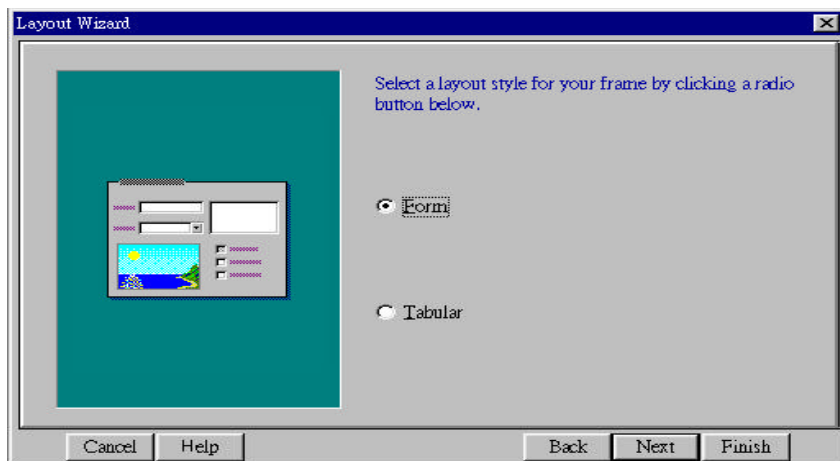 Layout Wizard
Select a layout style for your frame by clicking a radio
button below.
Form
Tabular
Cancel
Help
Back
Next
Finish